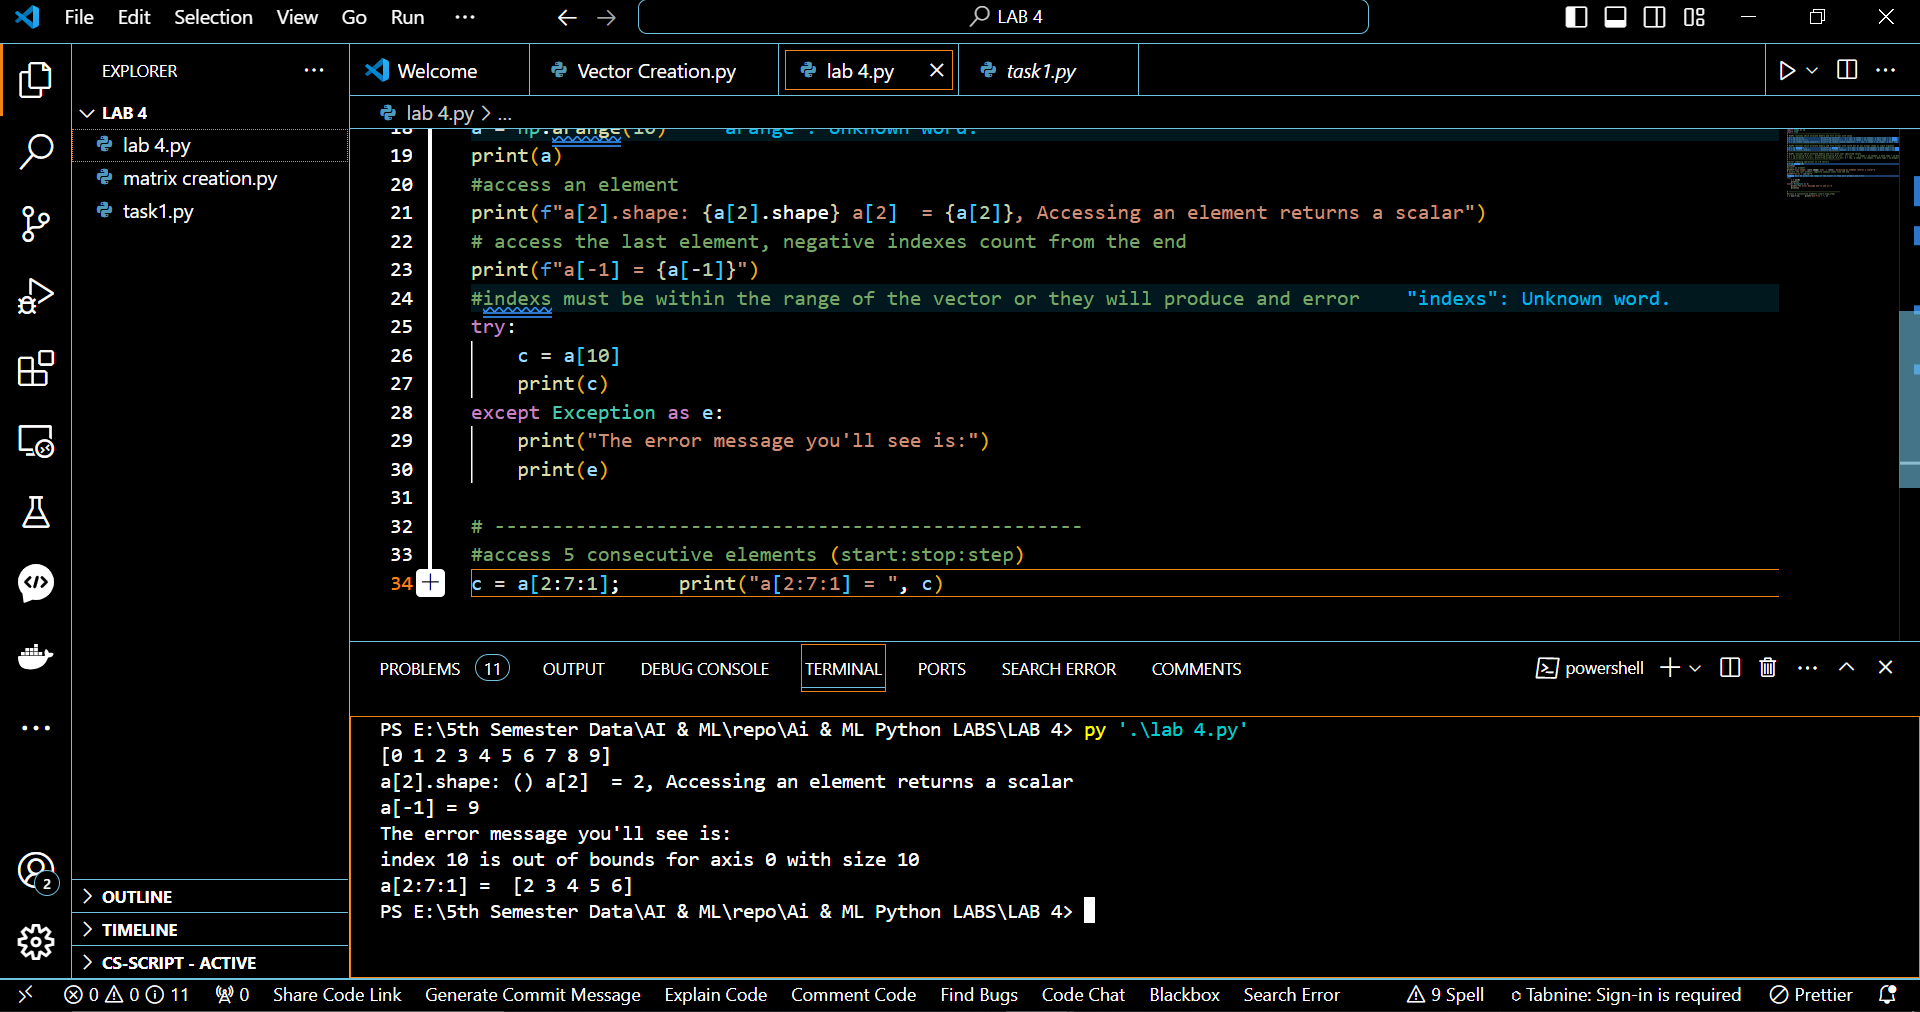 File Edit Selection View Go Run ···
LAB 4
EXPLORER ···
LAB 4
lab 4.py
matrix creation.py
task1.py
OUTLINE
TIMELINE
CS-SCRIPT - ACTIVE
2
Welcome Vector Creation.py lab 4.py task1.py
lab 4.py > ...
18 a = np.arange(10) "arange": Unknown word.
19 print(a)
20 #access an element
21 print(f"a[2].shape: {a[2].shape} a[2]  = {a[2]}, Accessing an element returns a scalar")
22 # access the last element, negative indexes count from the end
23 print(f"a[-1] = {a[-1]}")
24 #indexs must be within the range of the vector or they will produce and error "indexs": Unknown word.
25 try:
26     c = a[10]
27     print(c)
28 except Exception as e:
29     print("The error message you'll see is:")
30     print(e)
31
32 # ---------------------------------------------------
33 #access 5 consecutive elements (start:stop:step)
34 c = a[2:7:1];     print("a[2:7:1] = ", c)
PROBLEMS 11 OUTPUT DEBUG CONSOLE TERMINAL PORTS SEARCH ERROR COMMENTS powershell
PS E:\5th Semester Data\AI & ML\repo\Ai & ML Python LABS\LAB 4> py '.\lab 4.py'
[0 1 2 3 4 5 6 7 8 9]
a[2].shape: () a[2]  = 2, Accessing an element returns a scalar
a[-1] = 9
The error message you'll see is:
index 10 is out of bounds for axis 0 with size 10
a[2:7:1] =  [2 3 4 5 6]
PS E:\5th Semester Data\AI & ML\repo\Ai & ML Python LABS\LAB 4>
0 0 11 0 Share Code Link Generate Commit Message Explain Code Comment Code Find Bugs Code Chat Blackbox Search Error 9 Spell Tabnine: Sign-in is required Prettier